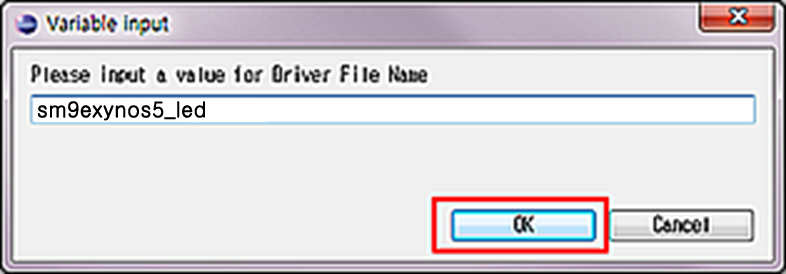 Variable input
Please input a value for Driver File Name
sm9exynos5_led
OK
Cancel